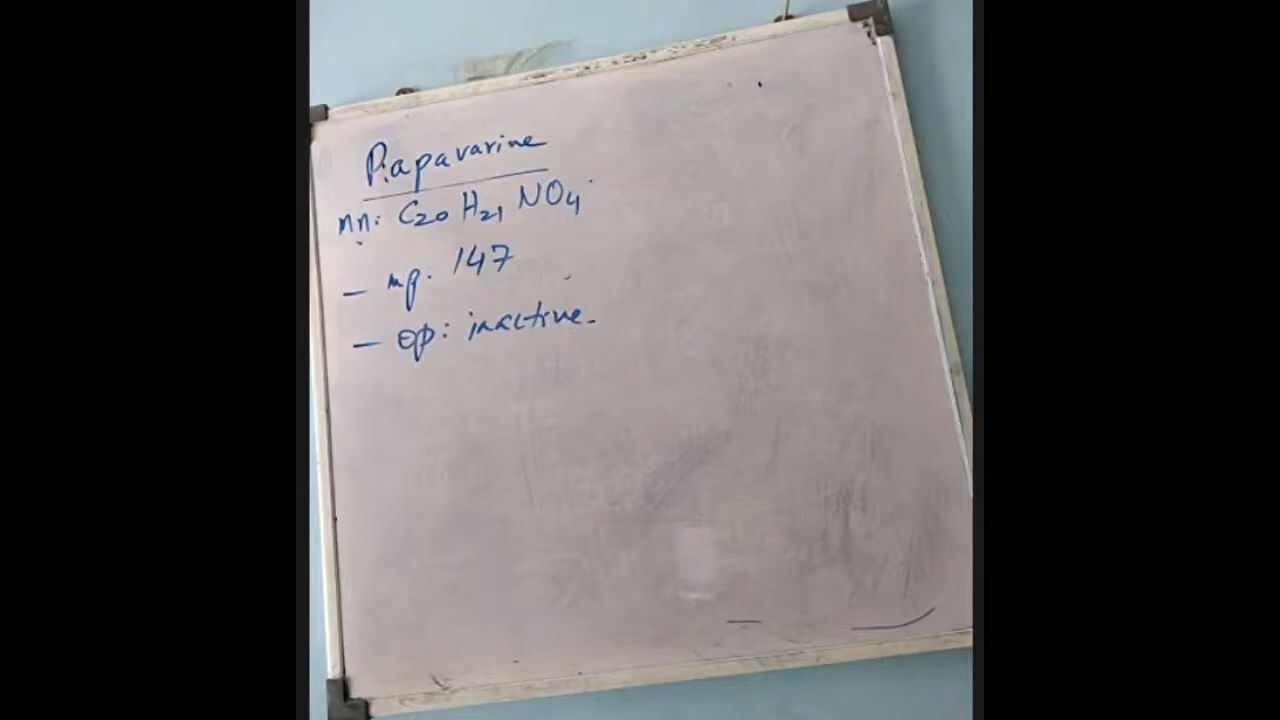 Papavarine
mn: C20 H21 NO4
- mp. 147
- op: inactive.